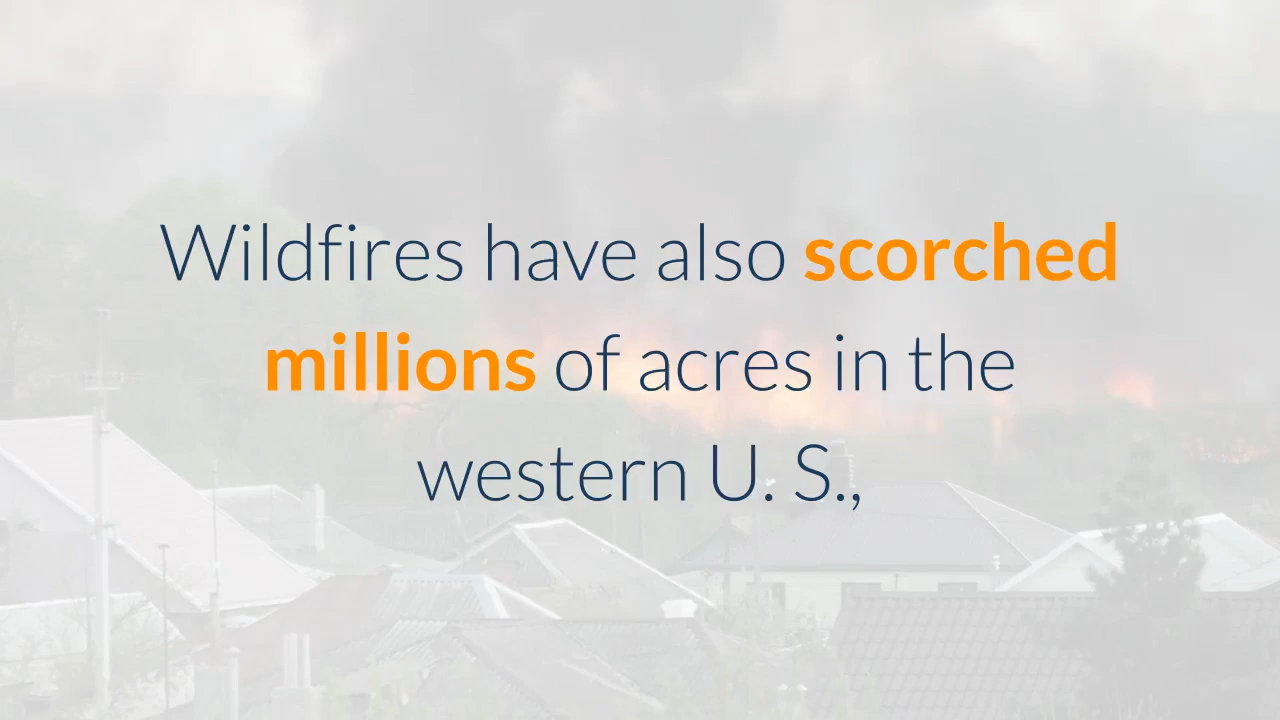 Wildfires have also scorched
millions of acres in the
western U. S.,